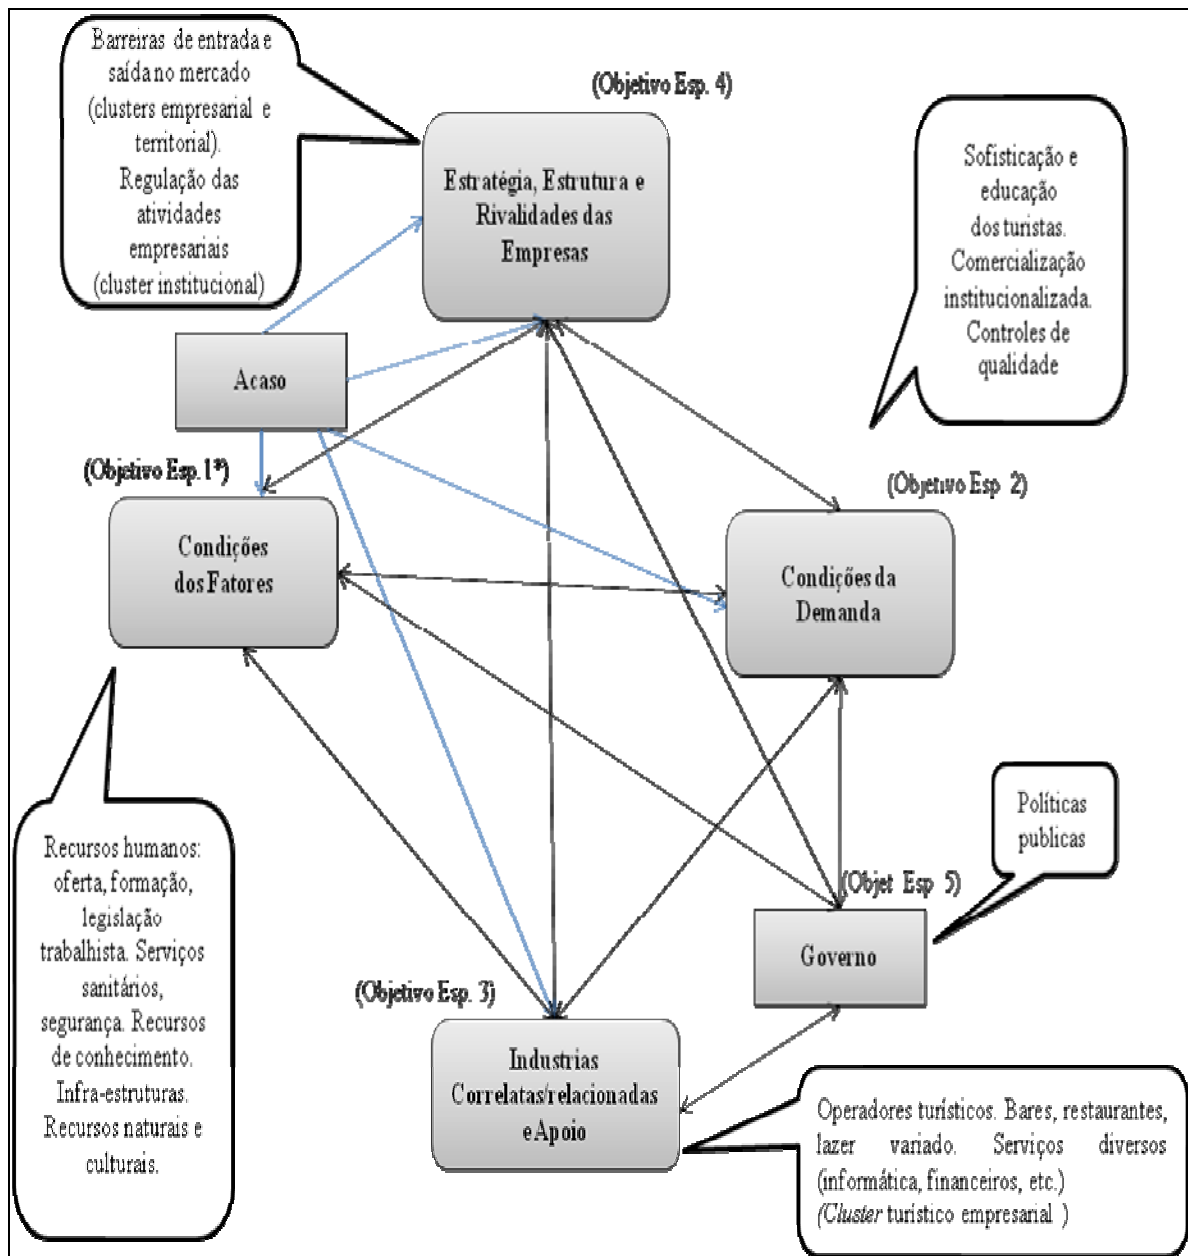 Barreiras de entrada e
saída no mercado
(clusters empresarial e
territorial).
Regulação das
atividades
empresariais
(cluster institucional)
(Objetivo Esp. 4)
Estratégia, Estrutura e
Rivalidades das
Empresas
Sofisticação e
educação
dos turistas.
Comercialização
institucionalizada.
Controles de
qualidade
Acaso
(Objetivo Esp. 1*)
(Objetivo Esp 2)
Condições
dos Fatores
Condições da
Demanda
Recursos humanos:
oferta, formação,
legislação
trabalhista. Serviços
sanitários,
segurança. Recursos
de conhecimento.
Infra-estruturas.
Recursos naturais e
culturais.
Políticas
publicas
(Objet Esp 5)
Governo
(Objetivo Esp. 3)
Industrias
Correlatas/relacionadas
e Apoio
Operadores turísticos. Bares, restaurantes,
lazer variado. Serviços diversos
(informática, financeiros, etc.)
(Cluster turístico empresarial )